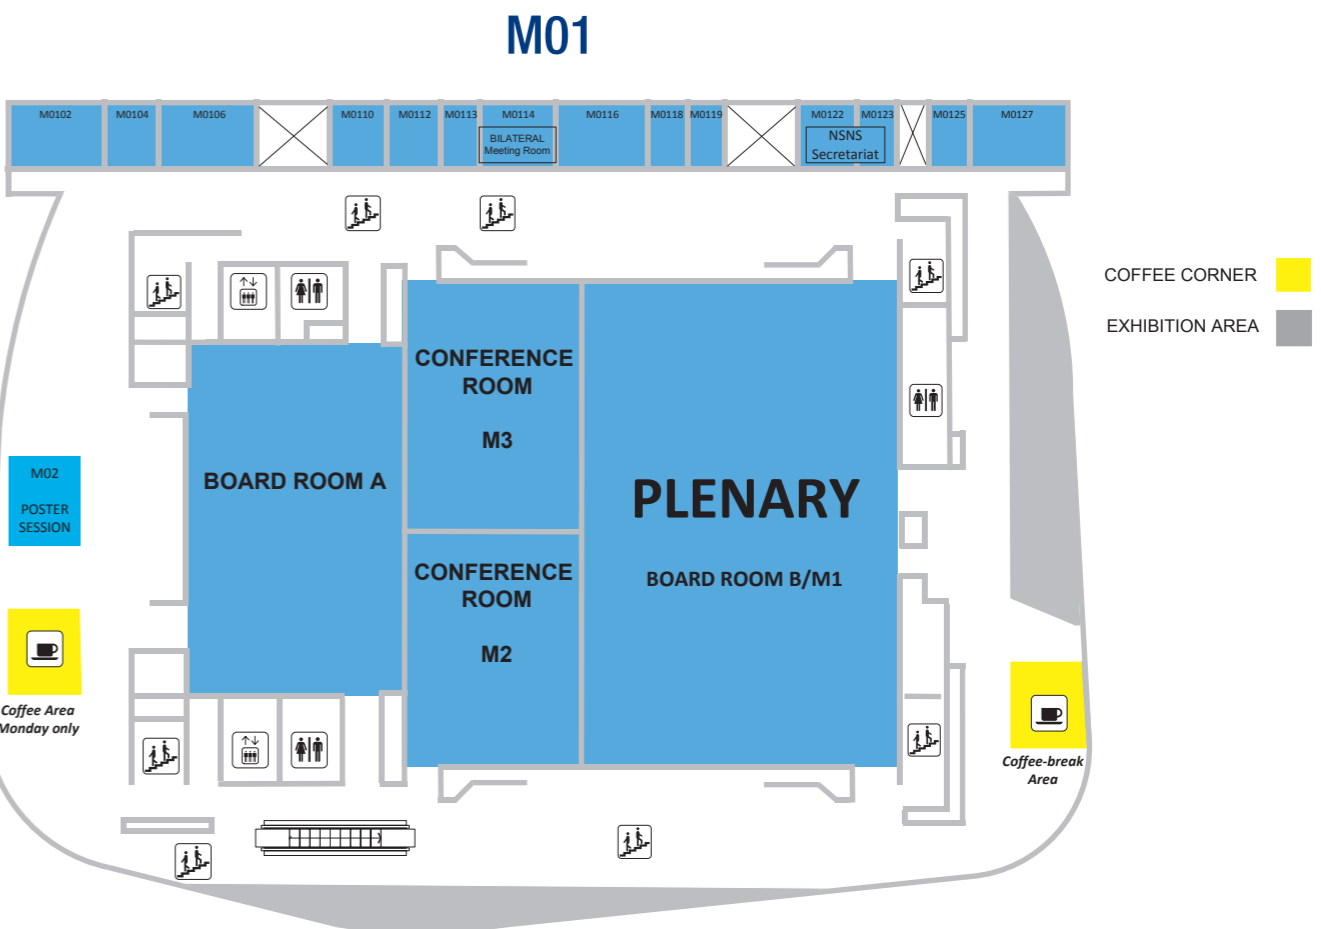 M01
M0102
M0104
M0106
M0110
M0112
M0113
M0114
M0116
M0118
M0119
M0122
M0123
M0125
M0127
BILATERAL
Meeting Room
NSNS
Secretariat
COFFEE CORNER
EXHIBITION AREA
CONFERENCE
ROOM
M3
BOARD ROOM A
PLENARY
BOARD ROOM B/M1
M02
POSTER
SESSION
CONFERENCE
ROOM
M2
Coffee Area
Monday only
Coffee-break
Area